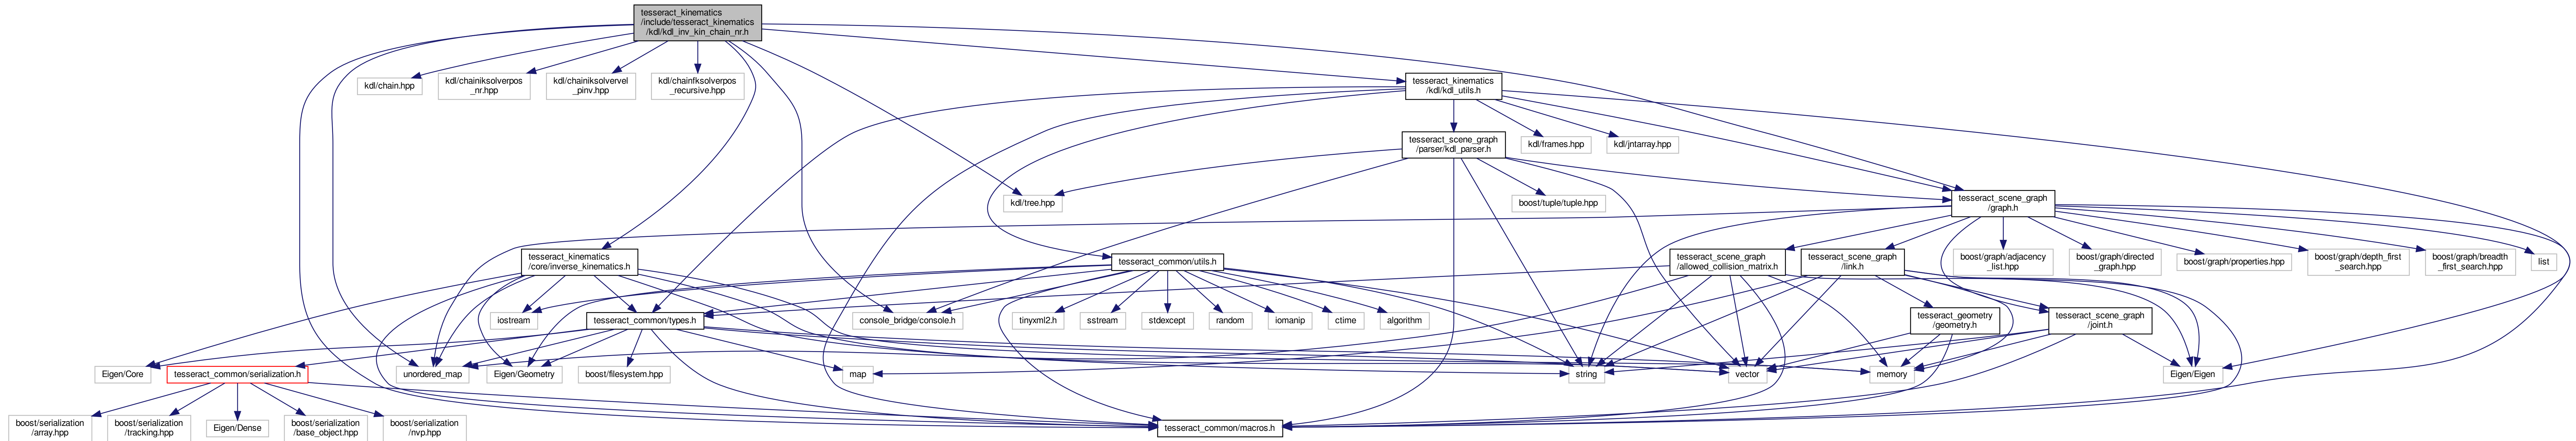 tesseract_kinematics
/include/tesseract_kinematics
/kdl/kdl_inv_kin_chain_nr.h
kdl/chain.hpp
kdl/chainiksolverpos
_nr.hpp
kdl/chainiksolvervel
_pinv.hpp
kdl/chainfksolverpos
_recursive.hpp
tesseract_kinematics
/kdl/kdl_utils.h
tesseract_scene_graph
/parser/kdl_parser.h
kdl/frames.hpp
kdl/jntarray.hpp
kdl/tree.hpp
boost/tuple/tuple.hpp
tesseract_scene_graph
/graph.h
tesseract_kinematics
/core/inverse_kinematics.h
tesseract_common/utils.h
tesseract_scene_graph
/allowed_collision_matrix.h
tesseract_scene_graph
/link.h
boost/graph/adjacency
_list.hpp
boost/graph/directed
_graph.hpp
boost/graph/properties.hpp
boost/graph/depth_first
_search.hpp
boost/graph/breadth
_first_search.hpp
list
iostream
tesseract_common/types.h
console_bridge/console.h
tinyxml2.h
sstream
stdexcept
random
iomanip
ctime
algorithm
tesseract_geometry
/geometry.h
tesseract_scene_graph
/joint.h
Eigen/Core
tesseract_common/serialization.h
unordered_map
Eigen/Geometry
boost/filesystem.hpp
map
string
vector
memory
Eigen/Eigen
boost/serialization
/array.hpp
boost/serialization
/tracking.hpp
Eigen/Dense
boost/serialization
/base_object.hpp
boost/serialization
/nvp.hpp
tesseract_common/macros.h